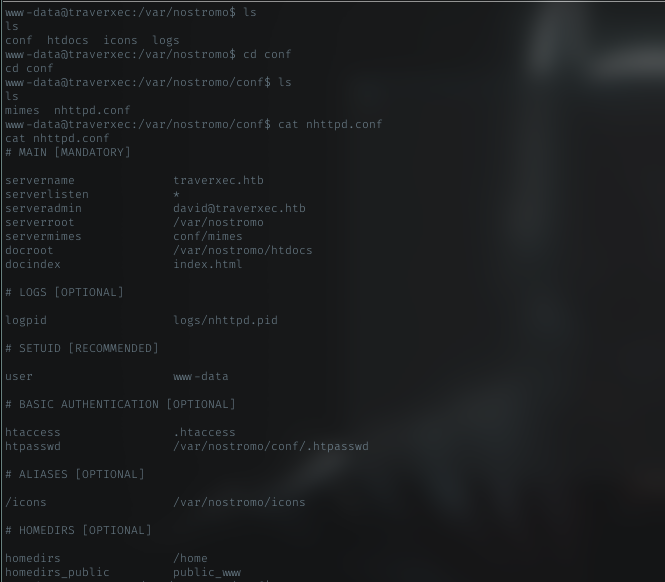 www-data@traverxec:/var/nostromo$ ls
ls
conf  htdocs  icons  logs
www-data@traverxec:/var/nostromo$ cd conf
cd conf
www-data@traverxec:/var/nostromo/conf$ ls
ls
mimes  nhttpd.conf
www-data@traverxec:/var/nostromo/conf$ cat nhttpd.conf
cat nhttpd.conf
# MAIN [MANDATORY]

servername              traverxec.htb
serverlisten            *
serveradmin             david@traverxec.htb
serverroot              /var/nostromo
servermimes             conf/mimes
docroot                 /var/nostromo/htdocs
docindex                index.html

# LOGS [OPTIONAL]

logpid                  logs/nhttpd.pid

# SETUID [RECOMMENDED]

user                    www-data

# BASIC AUTHENTICATION [OPTIONAL]

htaccess                .htaccess
htpasswd                /var/nostromo/conf/.htpasswd

# ALIASES [OPTIONAL]

/icons                  /var/nostromo/icons

# HOMEDIRS [OPTIONAL]

homedirs                /home
homedirs_public         public_www